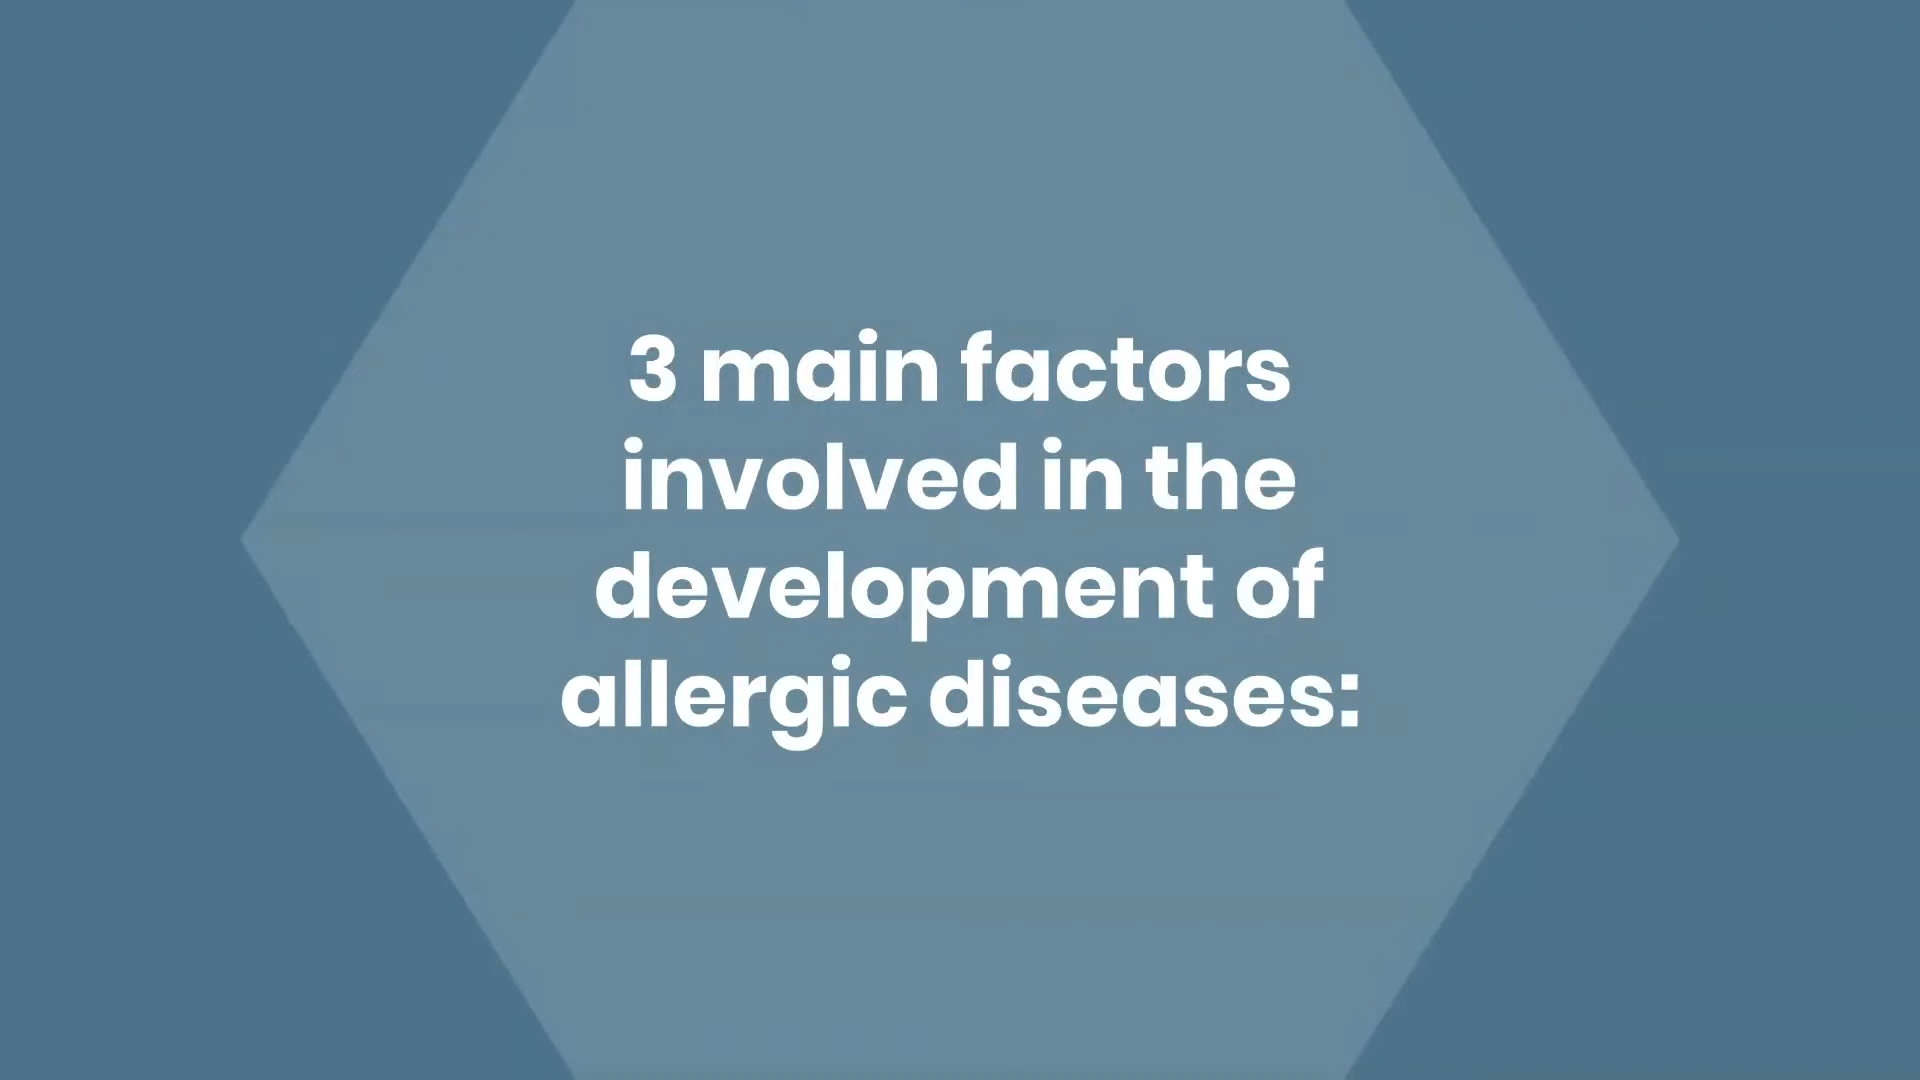 3 main factors
involved in the
development of
allergic diseases: